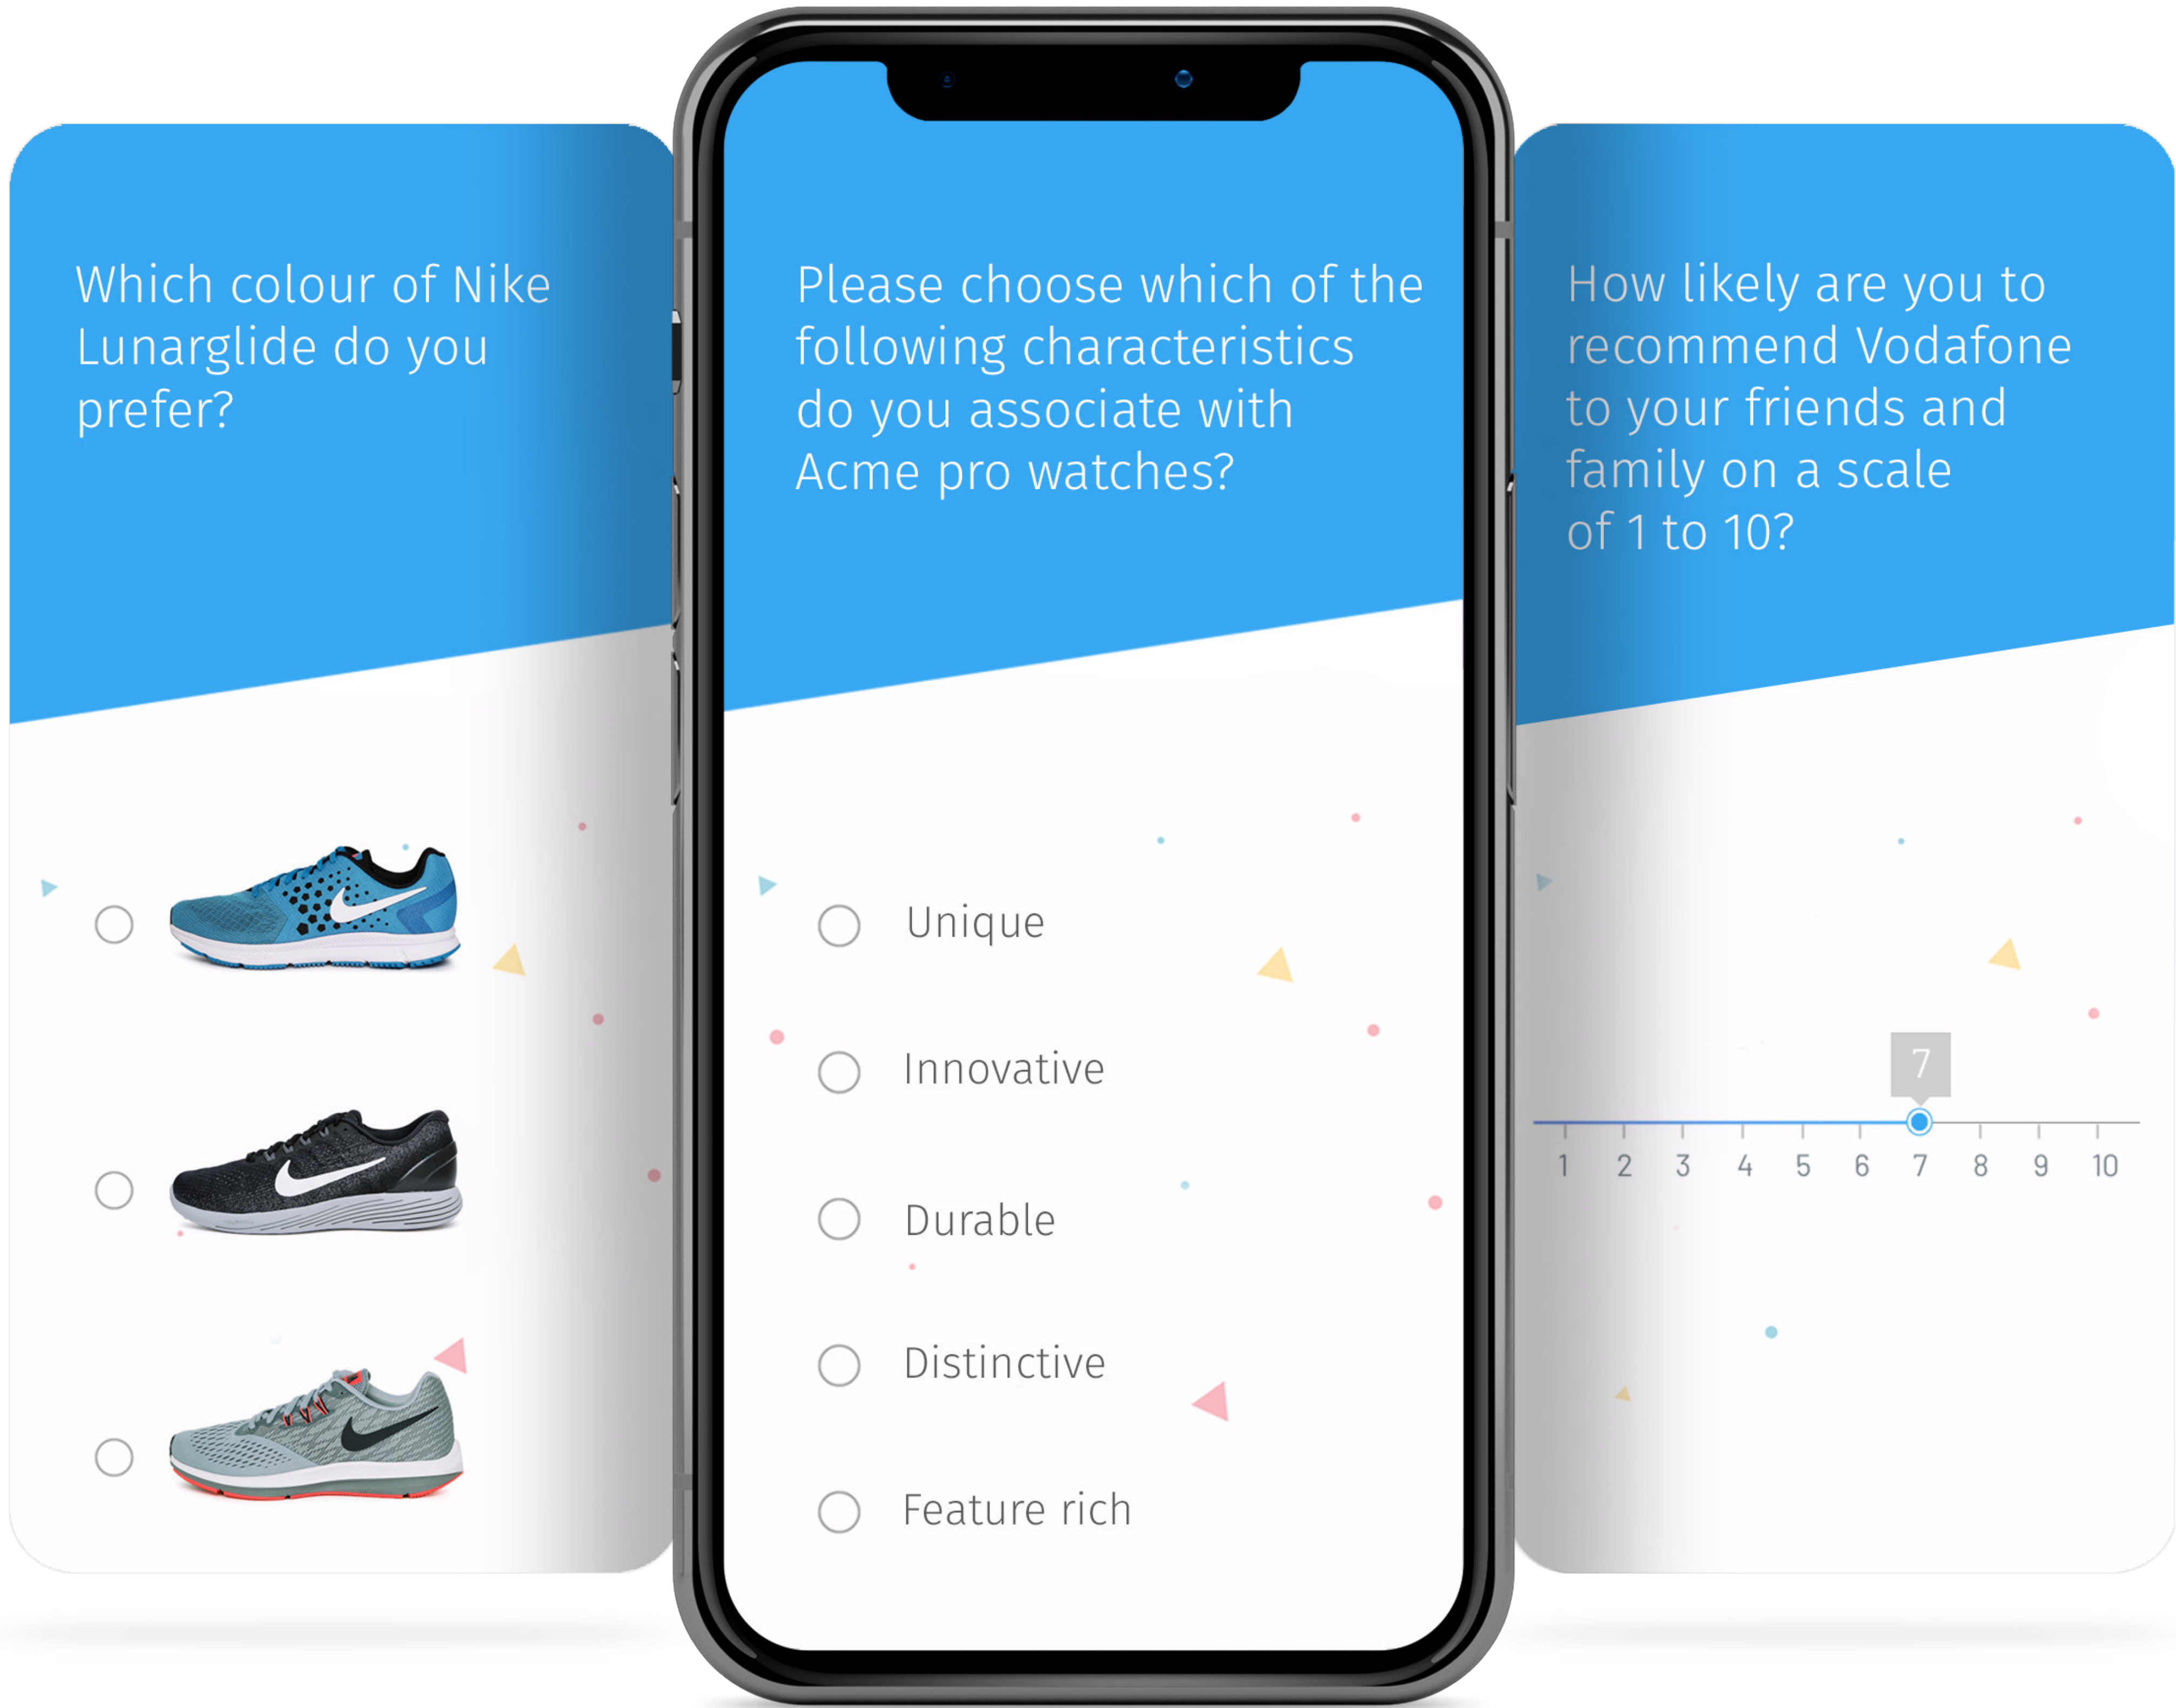 Which colour of Nike
Lunarglide do you
prefer?
Please choose which of the
following characteristics
do you associate with
Acme pro watches?
Unique
Innovative
Durable
Distinctive
Feature rich
How likely are you to
recommend Vodafone
to your friends and
family on a scale
of 1 to 10?
7
1 2 3 4 5 6 7 8 9 10